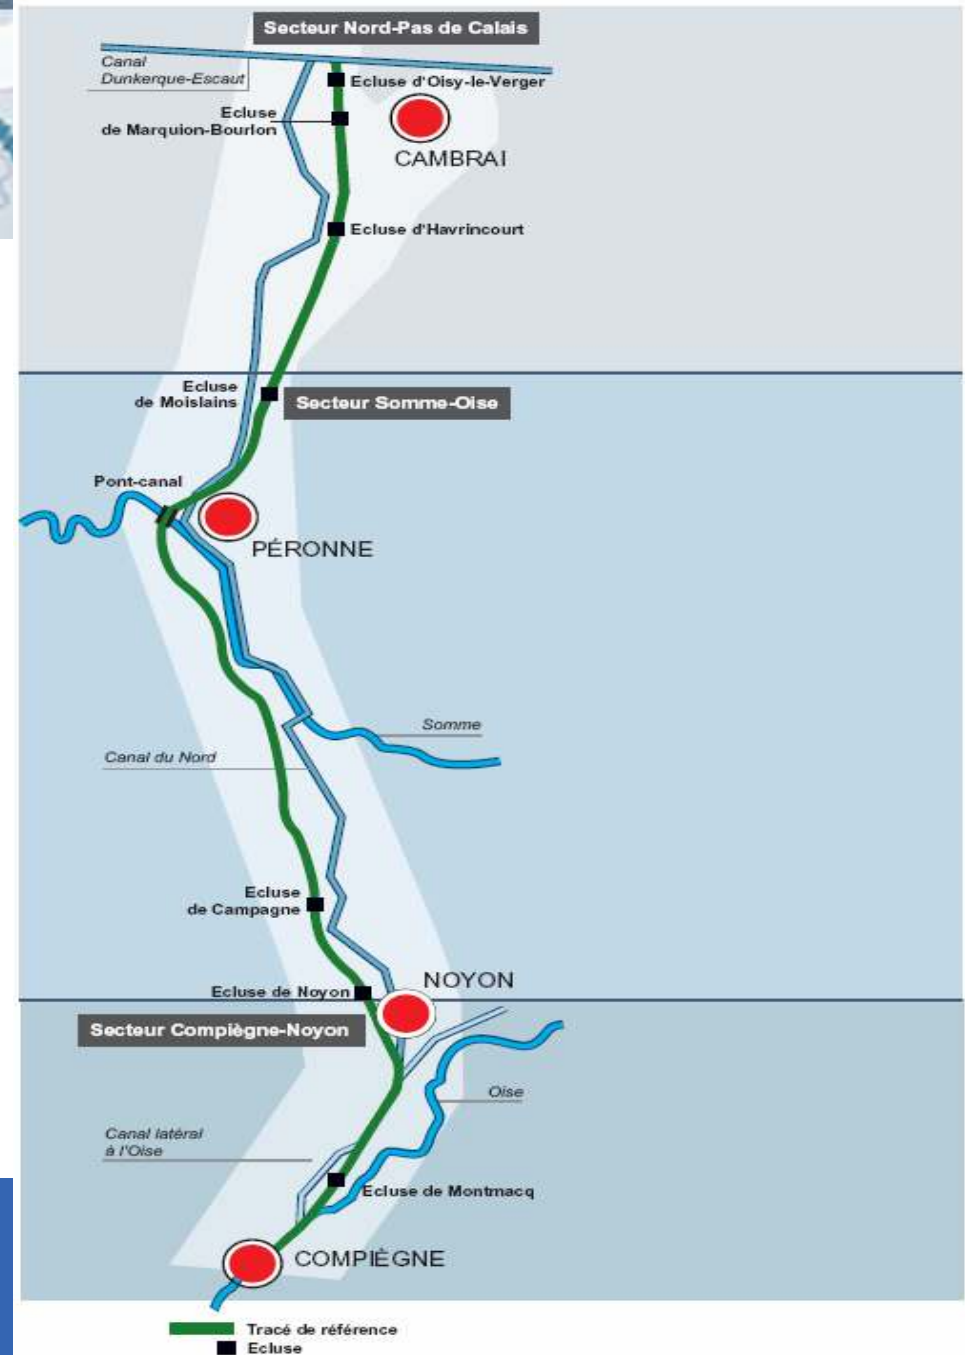 Secteur Nord-Pas de Calais
Canal
Dunkerque-Escaut
Ecluse d'Oisy-le-Verger
Ecluse
de Marquion-Bourlon
CAMBRAI
Ecluse d'Havrincourt
Ecluse
de Moislains
Secteur Somme-Oise
Pont-canal
PÉRONNE
Somme
Canal du Nord
Ecluse
de Campagne
NOYON
Ecluse de Noyon
Secteur Compiègne-Noyon
Oise
Canal latéral
à l'Oise
Ecluse de Montmacq
COMPIÈGNE
Tracé de référence
Ecluse